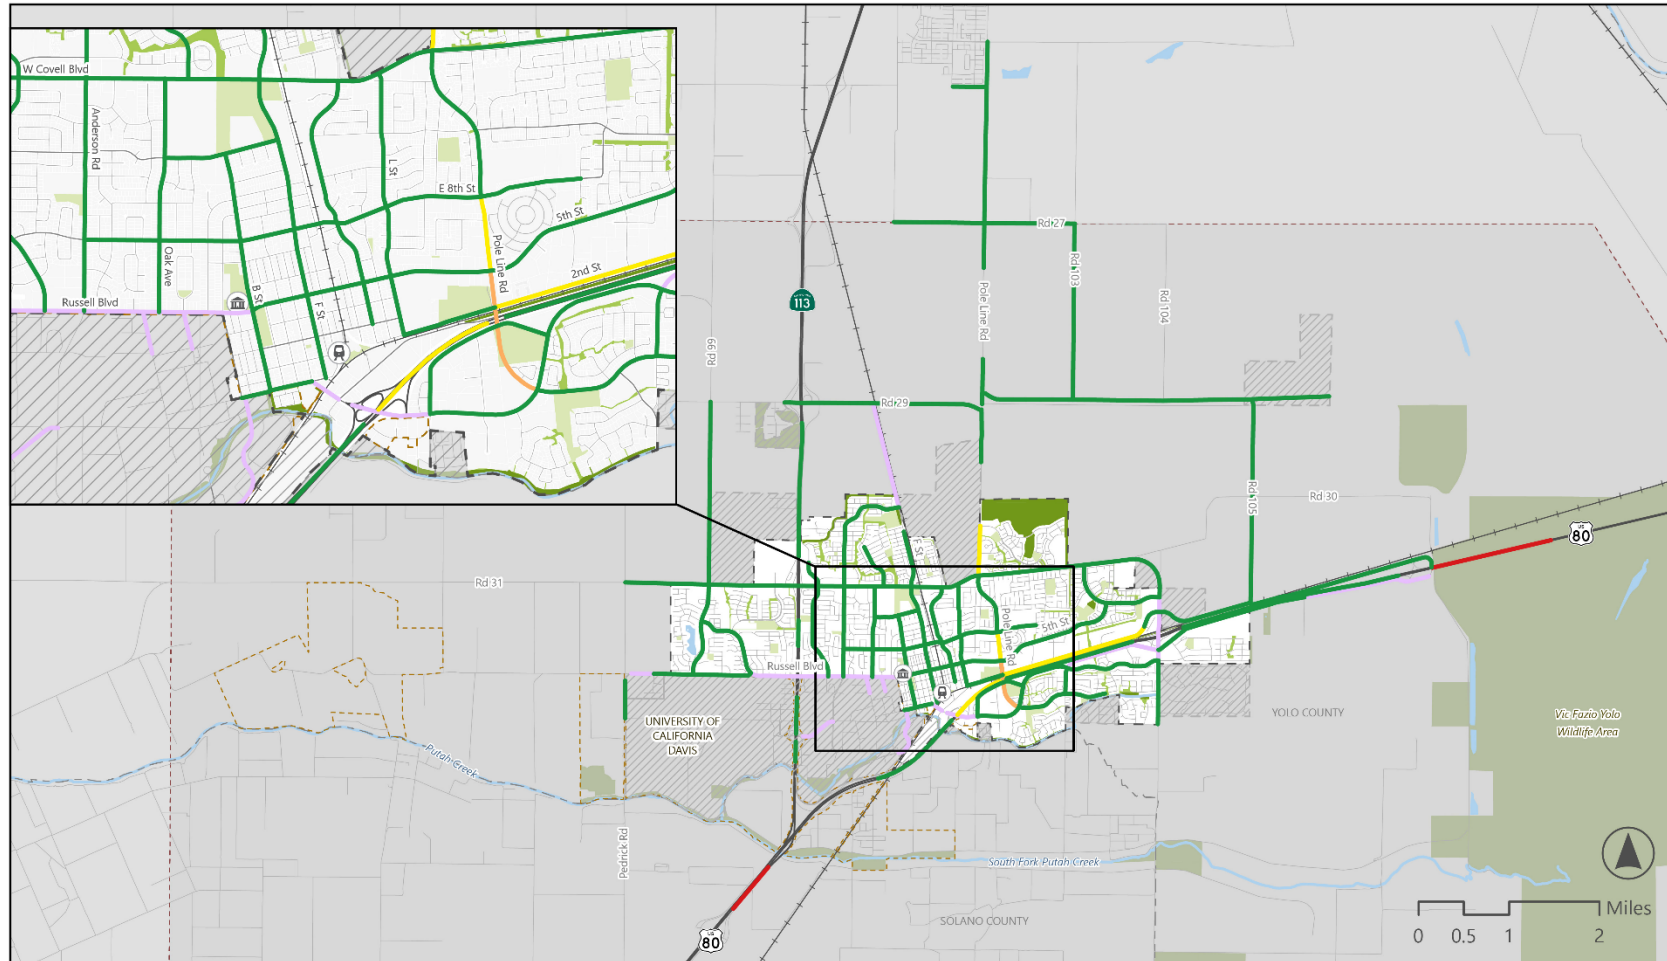 W Covell Blvd
Anderson Rd
L St
E 8th St
5th St
Oak Ave
Pole Line Rd
2nd St
B St
F St
Russell Blvd
113
Rd 27
Rd 103
Rd 104
Pole Line Rd
Rd 99
Rd 29
Rd 105
Rd 30
US
80
F St
Rd 31
5th St
Pole Line Rd
Russell Blvd
UNIVERSITY OF
CALIFORNIA
DAVIS
YOLO COUNTY
Vic Fazio Yolo
Wildlife Area
Putah Creek
Pedrick Rd
South Fork Putah Creek
SOLANO COUNTY
US
80
Miles
0 0.5 1 2